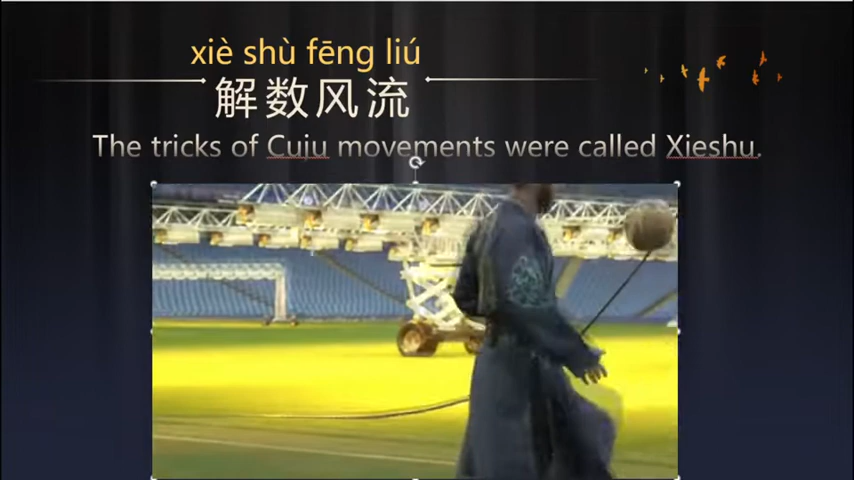 xiè shù fēng liú
解数风流
The tricks of Cuju movements were called Xieshu.